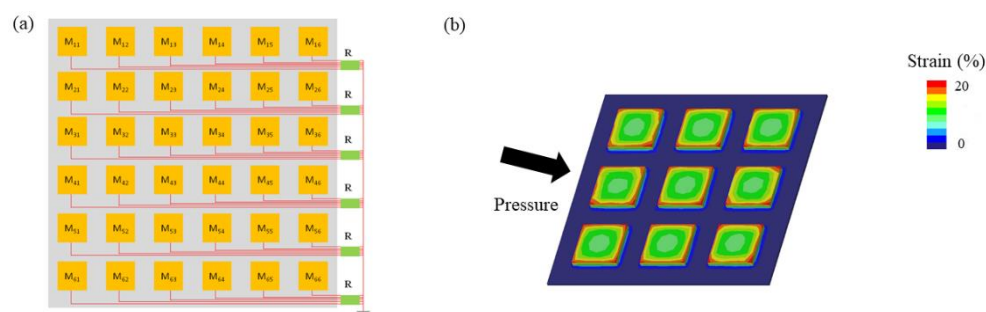 (a)
M11 M12 M13 M14 M15 M16
R
M21 M22 M23 M24 M25 M26
R
M31 M32 M33 M34 M35 M36
R
M41 M42 M43 M44 M45 M46
R
M51 M52 M53 M54 M55 M56
R
M61 M62 M63 M64 M65 M66
R
(b)
Pressure
Strain (%)
20
0